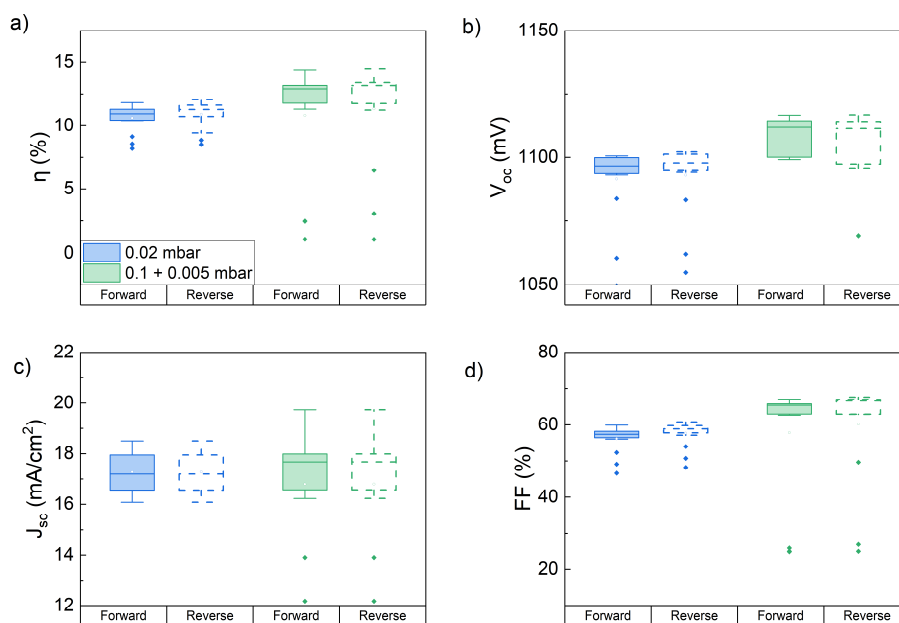 a)
15
10
5
0
η (%)
0.02 mbar
0.1 + 0.005 mbar
Forward Reverse Forward Reverse
b)
1150
1100
1050
Voc (mV)
Forward Reverse Forward Reverse
c)
22
20
18
16
14
12
Jsc (mA/cm²)
Forward Reverse Forward Reverse
d)
80
60
40
20
FF (%)
Forward Reverse Forward Reverse